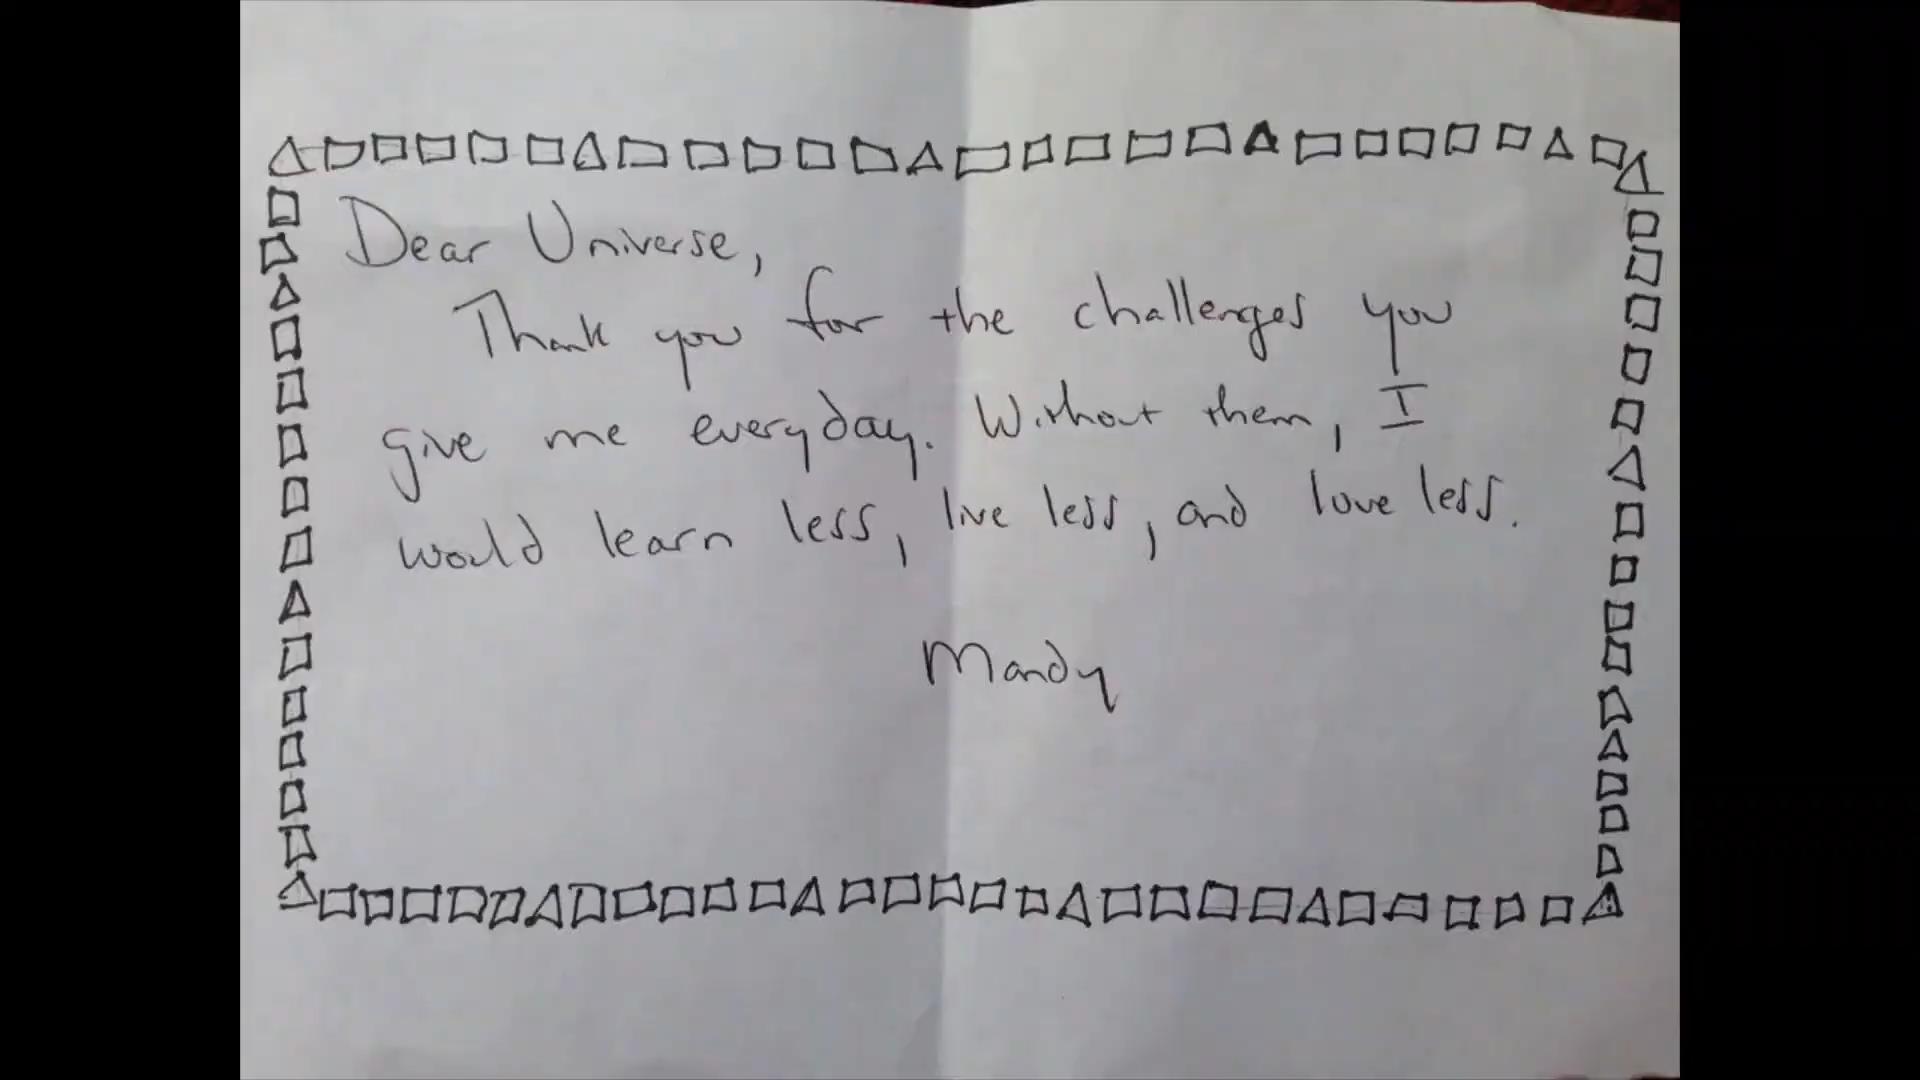 Dear Universe,
Thank you for the challenges you
give me everyday. Without them, I
would learn less, live less, and love less.
Mandy